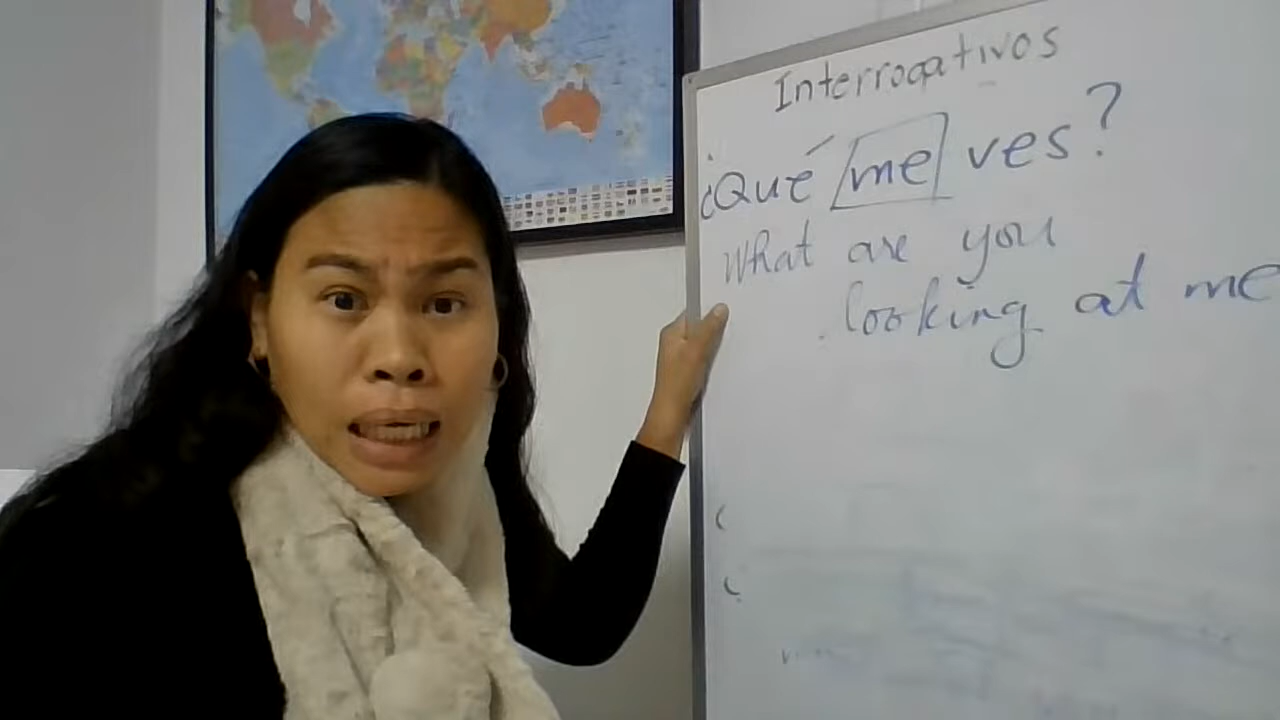 Interrogativos
¿Qué me ves?
What are you
looking at me